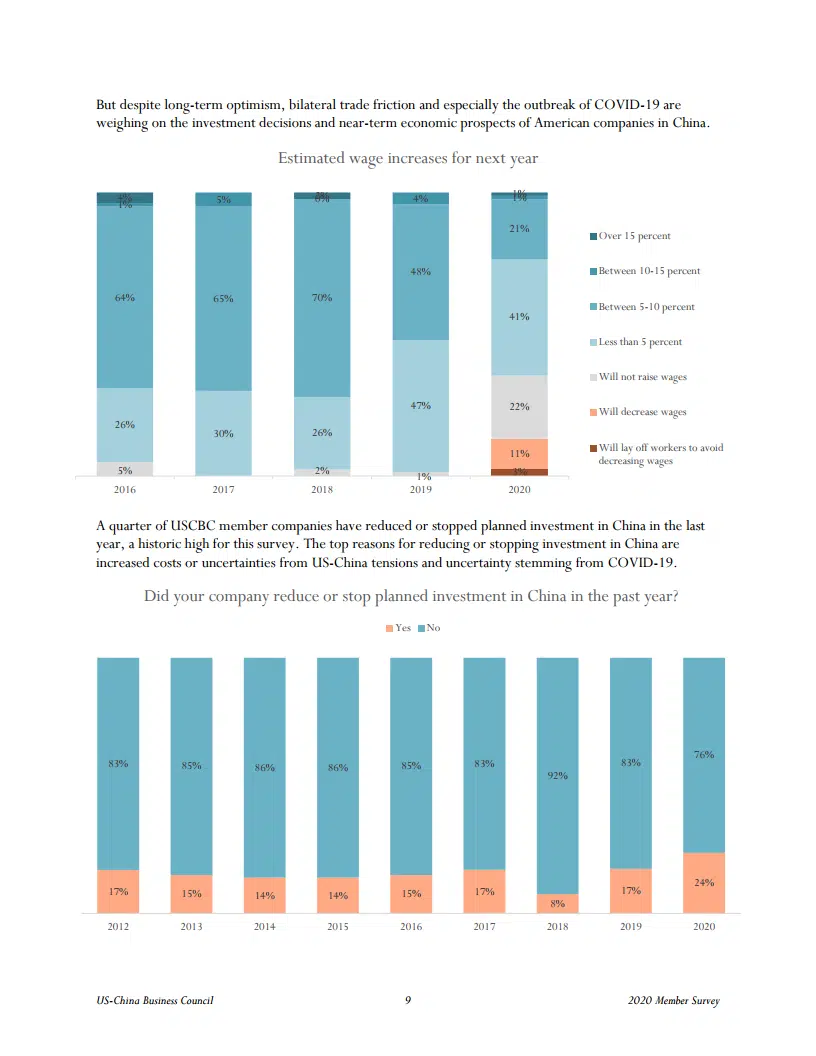 But despite long-term optimism, bilateral trade friction and especially the outbreak of COVID-19 are
weighing on the investment decisions and near-term economic prospects of American companies in China.
Estimated wage increases for next year
4% 5% 0% 4% 1%
1% 1%
64% 65% 70% 48% 21%
26% 30% 26% 47% 41%
5% 2% 1% 22%
11%
3%
2016 2017 2018 2019 2020
Over 15 percent
Between 10-15 percent
Between 5-10 percent
Less than 5 percent
Will not raise wages
Will decrease wages
Will lay off workers to avoid
decreasing wages
A quarter of USCBC member companies have reduced or stopped planned investment in China in the last
year, a historic high for this survey. The top reasons for reducing or stopping investment in China are
increased costs or uncertainties from US-China tensions and uncertainty stemming from COVID-19.
Did your company reduce or stop planned investment in China in the past year?
Yes No
83% 85% 86% 86% 85% 83% 92% 83% 76%
17% 15% 14% 14% 15% 17% 8% 17% 24%
2012 2013 2014 2015 2016 2017 2018 2019 2020
US-China Business Council 9 2020 Member Survey